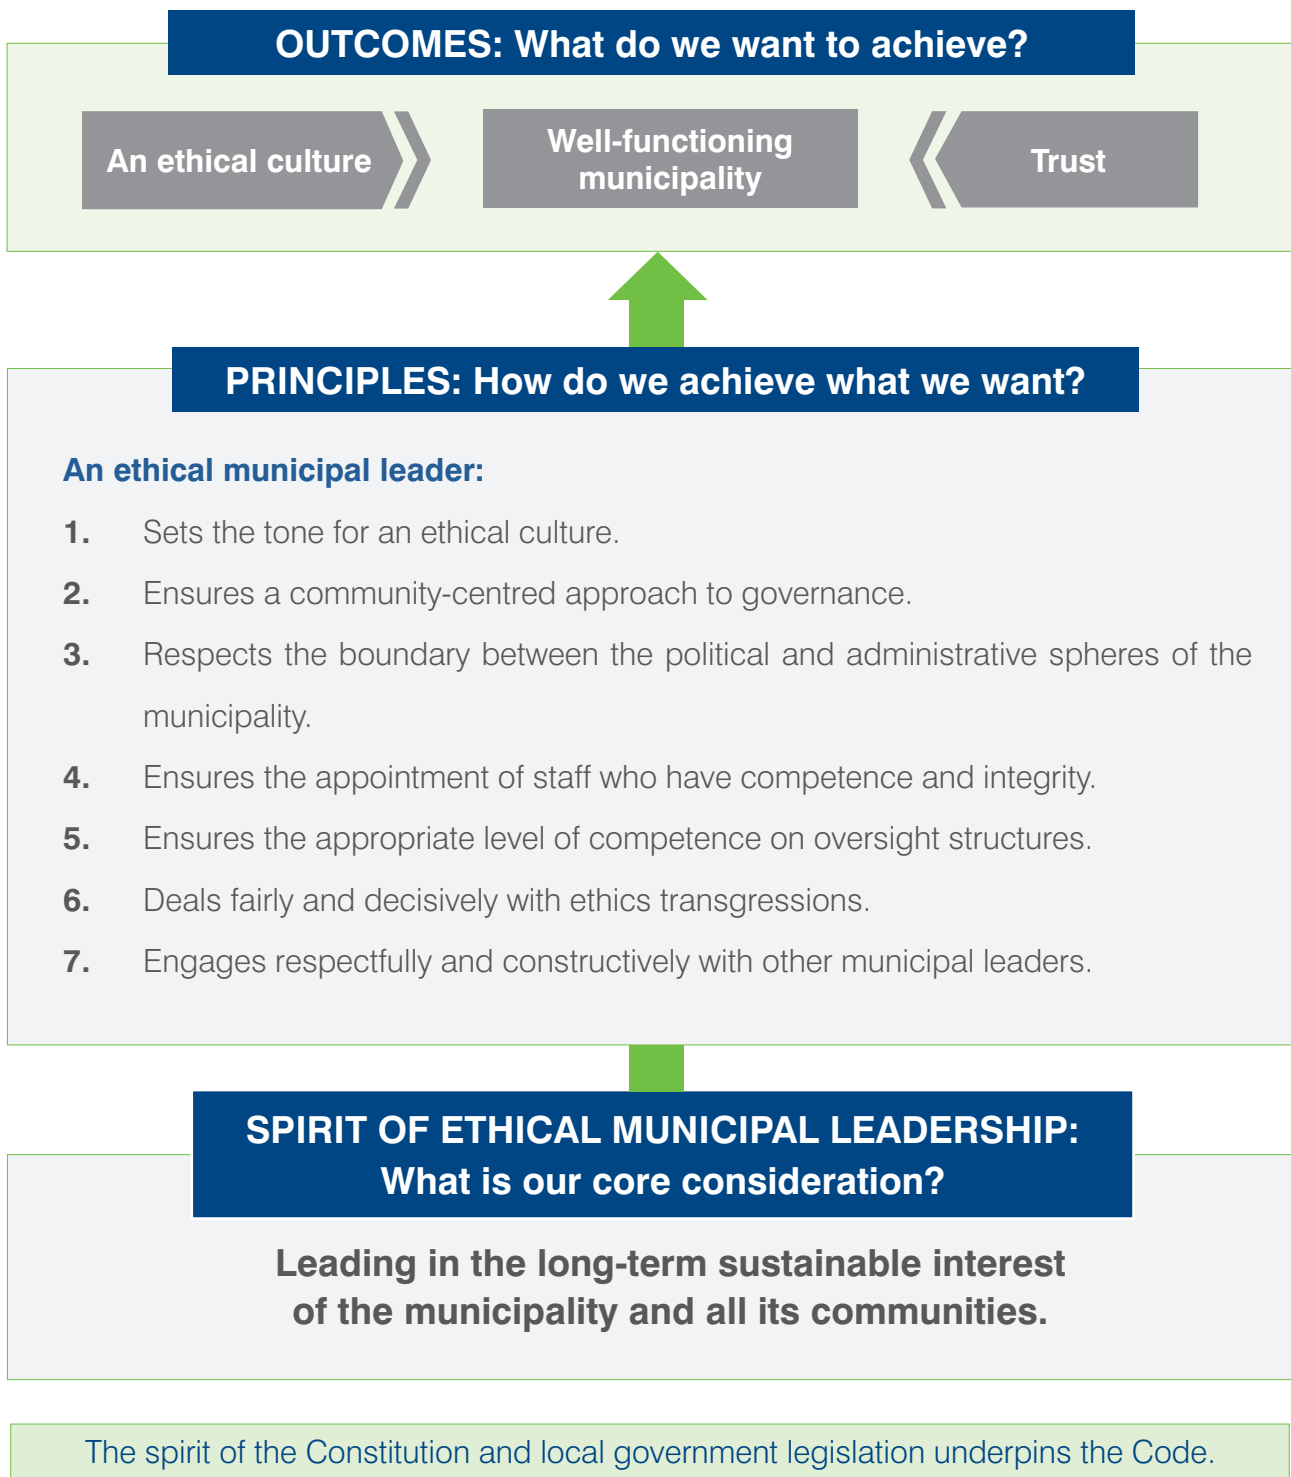 OUTCOMES: What do we want to achieve?
An ethical culture
Well-functioning
municipality
Trust
PRINCIPLES: How do we achieve what we want?
An ethical municipal leader:
1. Sets the tone for an ethical culture.
2. Ensures a community-centred approach to governance.
3. Respects the boundary between the political and administrative spheres of the
municipality.
4. Ensures the appointment of staff who have competence and integrity.
5. Ensures the appropriate level of competence on oversight structures.
6. Deals fairly and decisively with ethics transgressions.
7. Engages respectfully and constructively with other municipal leaders.
SPIRIT OF ETHICAL MUNICIPAL LEADERSHIP:
What is our core consideration?
Leading in the long-term sustainable interest
of the municipality and all its communities.
The spirit of the Constitution and local government legislation underpins the Code.